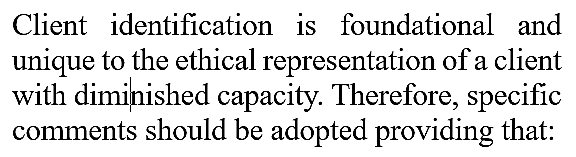 Client identification is foundational and
unique to the ethical representation of a client
with diminished capacity. Therefore, specific
comments should be adopted providing that: